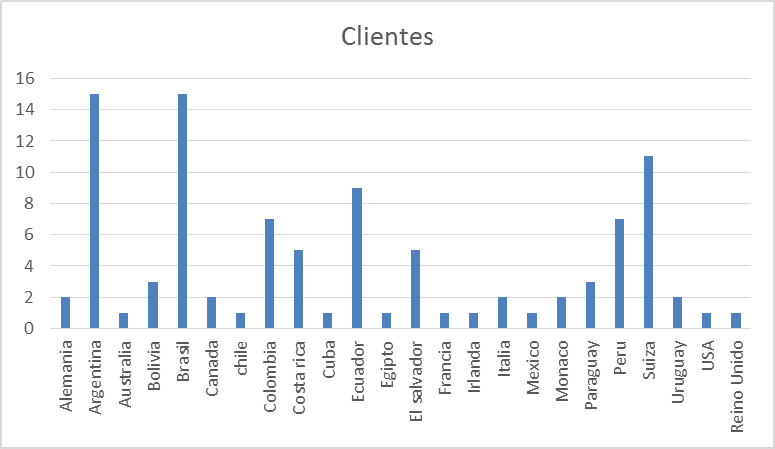 Clientes
16
14
12
10
8
6
4
2
0
Alemania
Argentina
Australia
Bolivia
Brasil
Canada
chile
Colombia
Costa rica
Cuba
Ecuador
Egipto
El salvador
Francia
Irlanda
Italia
Mexico
Monaco
Paraguay
Peru
Suiza
Uruguay
USA
Reino Unido